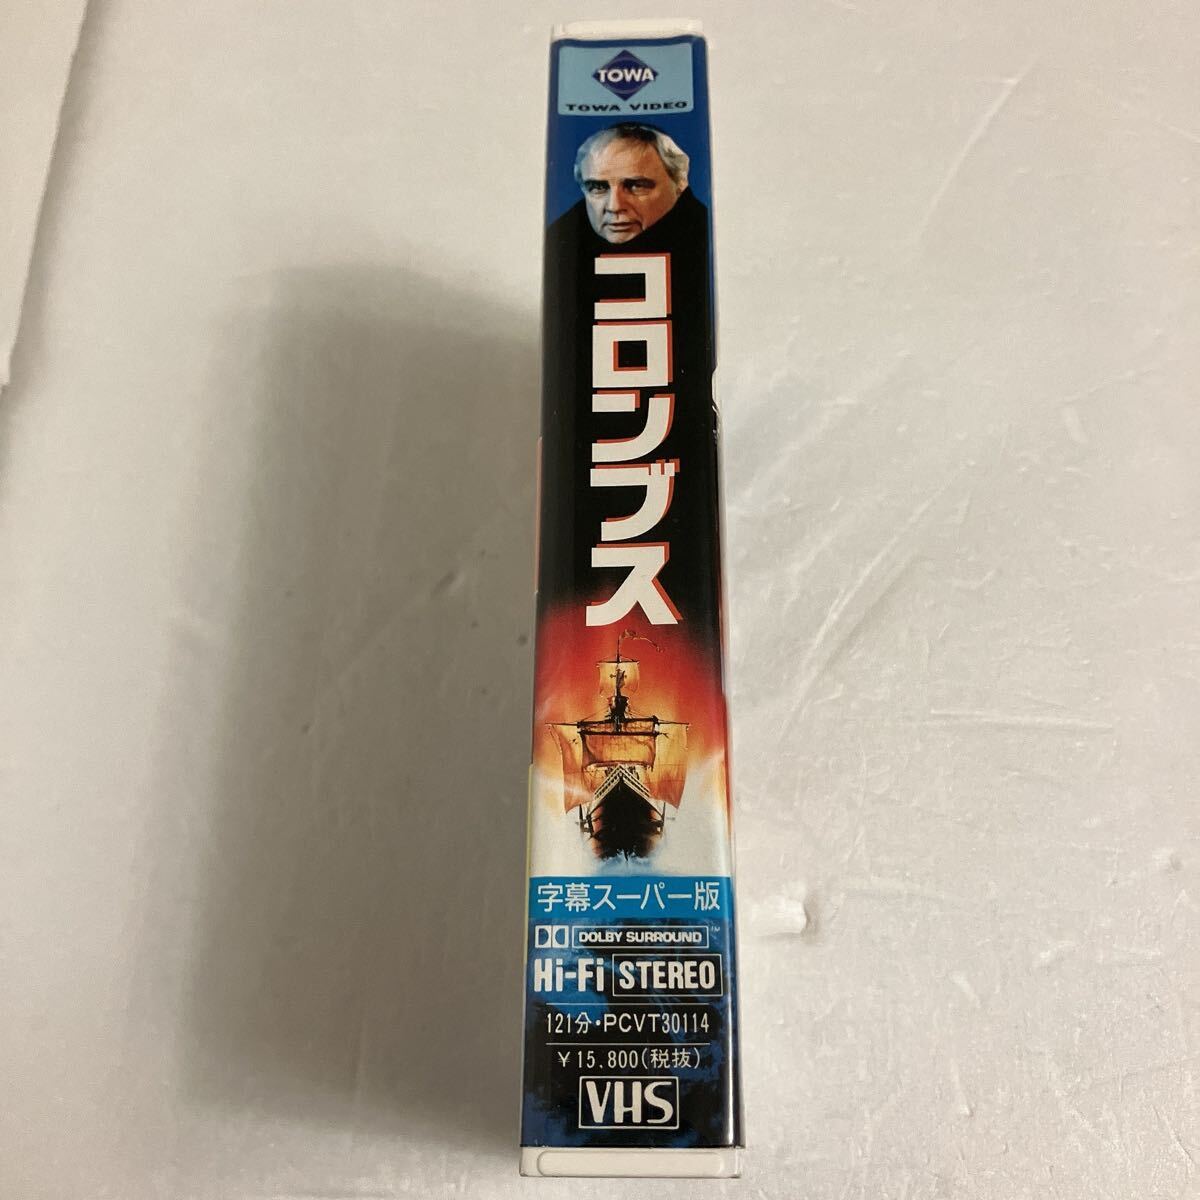 TOWA
TOWA VIDEO
コロンブス
字幕スーパー版
DOLBY SURROUND ™
Hi-Fi STEREO
121分・PCVT30114
￥15,800(税抜)
VHS